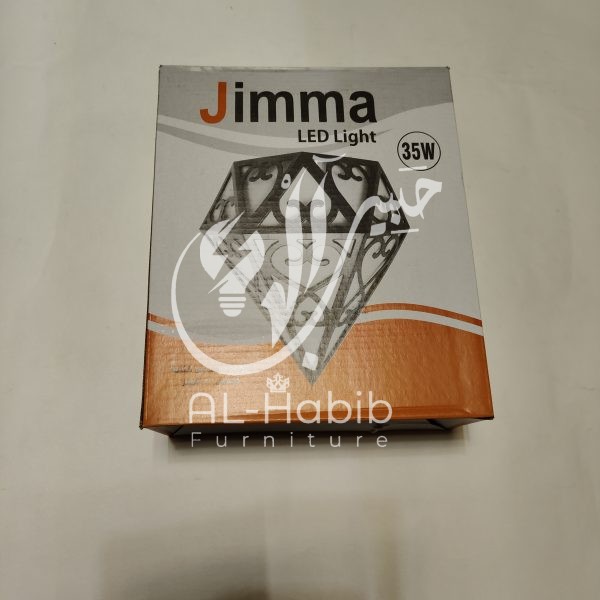 Jimma
LED Light
35W
AL-Habib
Furniture